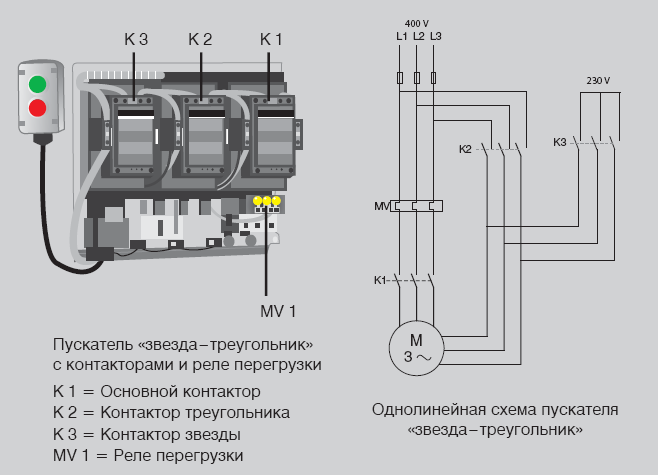 K 3 K 2 K 1
MV 1
Пускатель «звезда–треугольник»
с контакторами и реле перегрузки
K 1 = Основной контактор
K 2 = Контактор треугольника
K 3 = Контактор звезды
MV 1 = Реле перегрузки
400 V
L1 L2 L3
230 V
K2
K3
MV
K1
M
3 ~
Однолинейная схема пускателя
«звезда–треугольник»